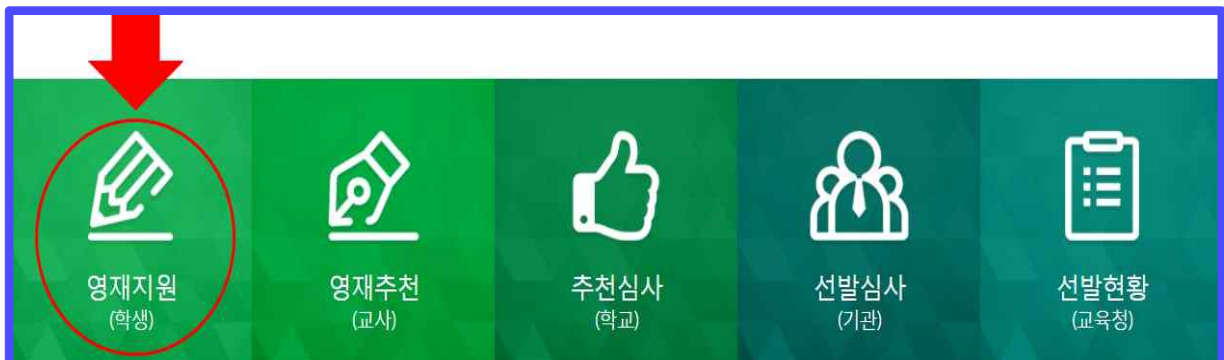 영재지원
(학생)
영재추천
(교사)
추천심사
(학교)
선발심사
(기관)
선발현황
(교육청)